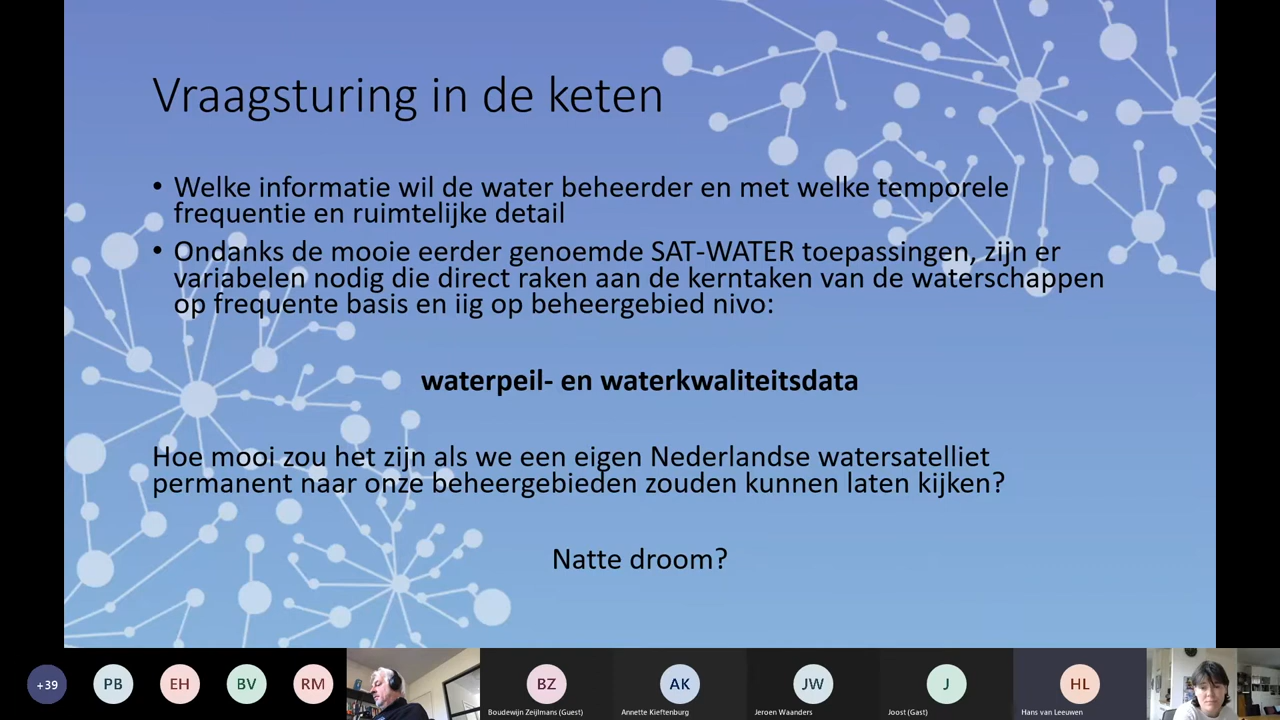 Vraagsturing in de keten
• Welke informatie wil de water beheerder en met welke temporele
frequentie en ruimtelijke detail
• Ondanks de mooie eerder genoemde SAT-WATER toepassingen, zijn er
variabelen nodig die direct raken aan de kerntaken van de waterschappen
op frequente basis en iig op beheergebied nivo:
waterpeil- en waterkwaliteitsdata
Hoe mooi zou het zijn als we een eigen Nederlandse watersatelliet
permanent naar onze beheergebieden zouden kunnen laten kijken?
Natte droom?
+39
PB
EH
BV
RM
BZ
Boudewijn Zeijlmans (Guest)
AK
Annette Kieftenburg
JW
Jeroen Waanders
J
Joost (Gast)
HL
Hans van Leeuwen